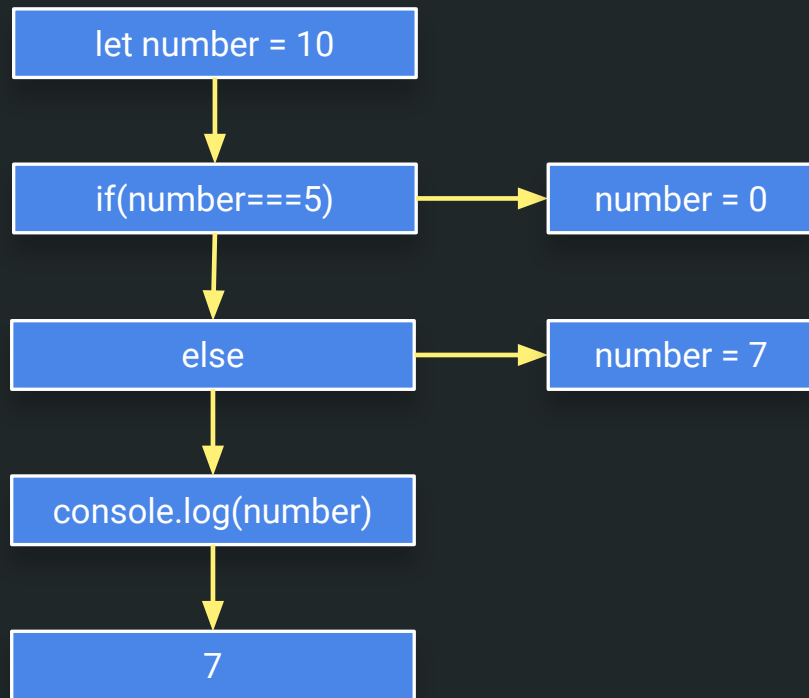 let number = 10
if(number===5)
number = 0
else
number = 7
console.log(number)
7